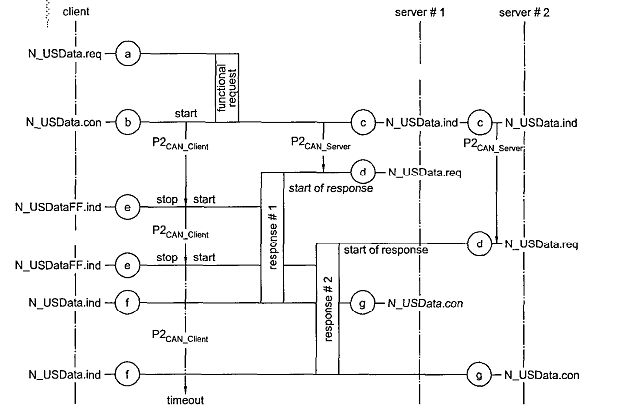 client
server # 1
server # 2
N_USData.req
a
functional
request
N_USData.con
b
start
c
N_USData.ind
c
N_USData.ind
P2CAN_Client
P2CAN_Server
P2CAN_Server
d
N_USData.req
start of response
N_USDataFF.ind
e
stop
start
response # 1
P2CAN_Client
start of response
d
N_USData.req
N_USDataFF.ind
e
stop
start
response # 2
N_USData.ind
f
g
N_USData.con
P2CAN_Client
N_USData.ind
f
g
N_USData.con
timeout